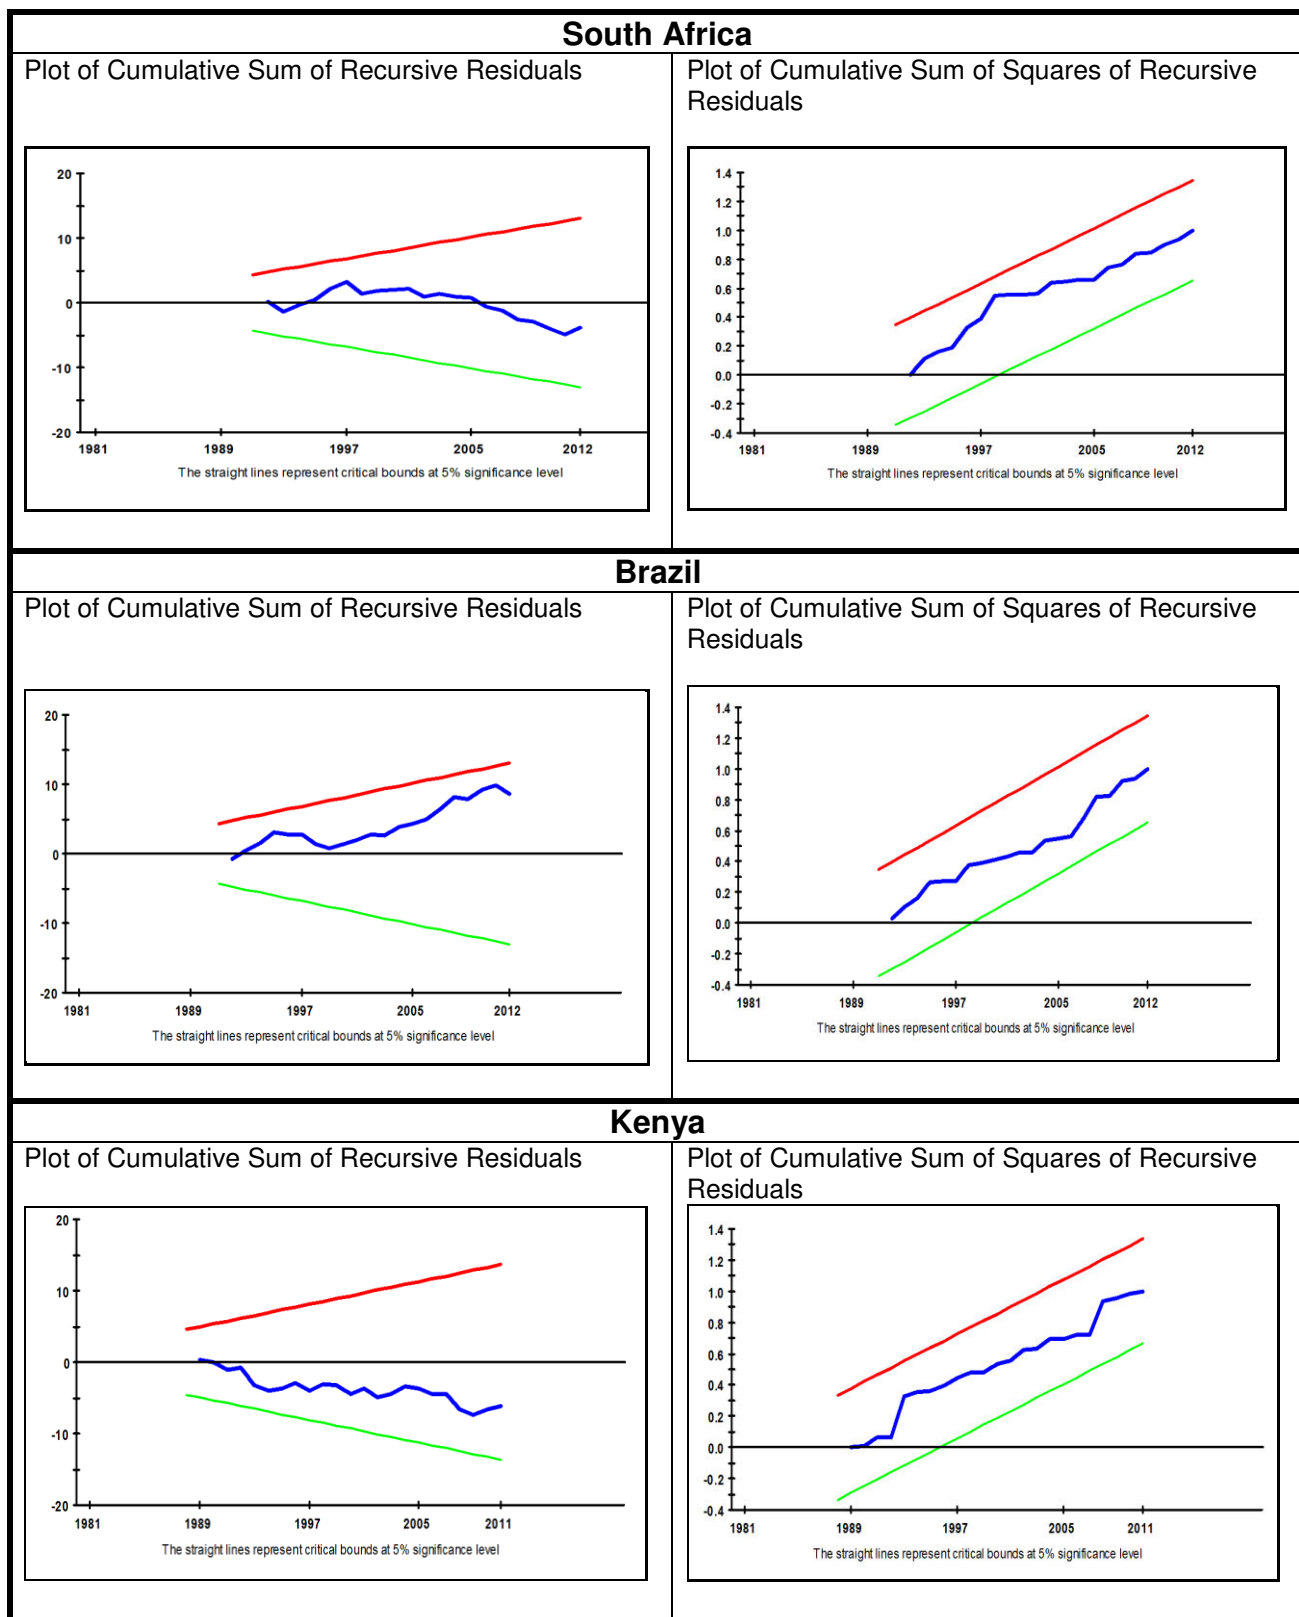 South Africa
Plot of Cumulative Sum of Recursive Residuals
Plot of Cumulative Sum of Squares of Recursive
Residuals
20
10
0
-10
-20
1981 1989 1997 2005 2012
The straight lines represent critical bounds at 5% significance level
1.4
1.2
1.0
0.8
0.6
0.4
0.2
0.0
-0.2
-0.4
1981 1989 1997 2005 2012
The straight lines represent critical bounds at 5% significance level
Brazil
Plot of Cumulative Sum of Recursive Residuals
Plot of Cumulative Sum of Squares of Recursive
Residuals
20
10
0
-10
-20
1981 1989 1997 2005 2012
The straight lines represent critical bounds at 5% significance level
1.4
1.2
1.0
0.8
0.6
0.4
0.2
0.0
-0.2
-0.4
1981 1989 1997 2005 2012
The straight lines represent critical bounds at 5% significance level
Kenya
Plot of Cumulative Sum of Recursive Residuals
Plot of Cumulative Sum of Squares of Recursive
Residuals
20
10
0
-10
-20
1981 1989 1997 2005 2011
The straight lines represent critical bounds at 5% significance level
1.4
1.2
1.0
0.8
0.6
0.4
0.2
0.0
-0.2
-0.4
1981 1989 1997 2005 2011
The straight lines represent critical bounds at 5% significance level